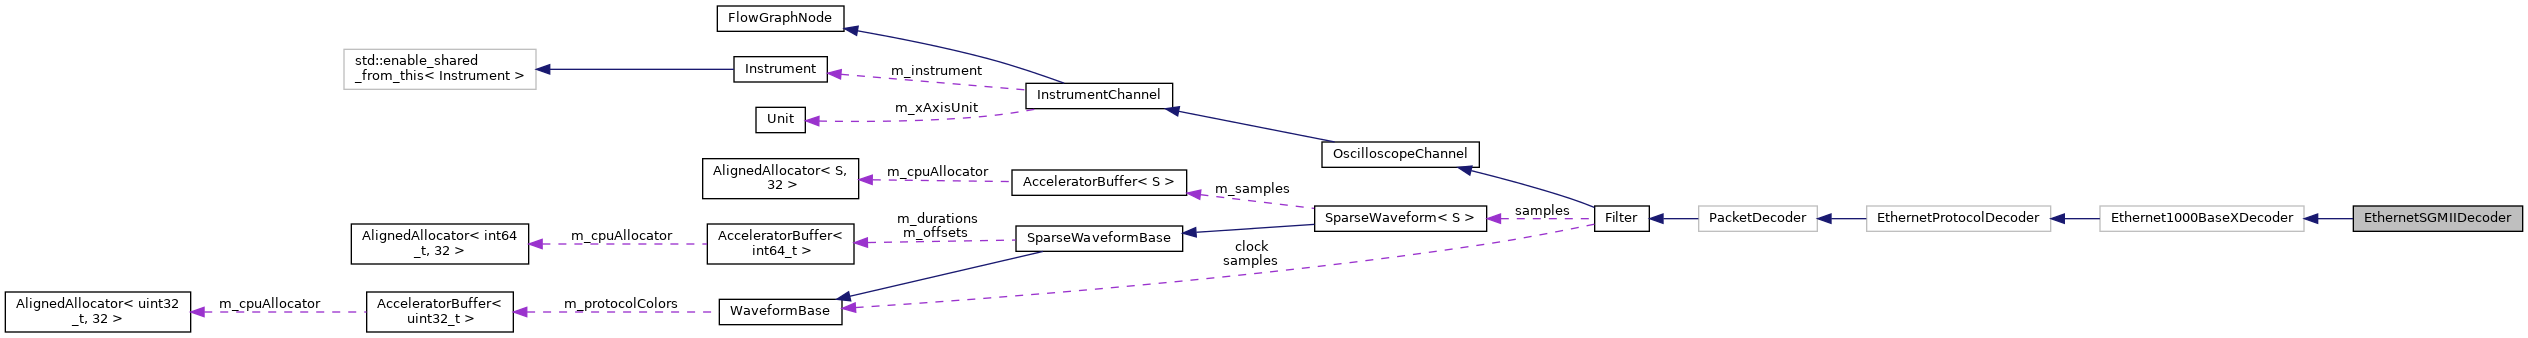 FlowGraphNode
std::enable_shared
_from_this< Instrument >
Instrument
m_instrument
InstrumentChannel
m_xAxisUnit
Unit
OscilloscopeChannel
AlignedAllocator< S,
32 >
m_cpuAllocator
AcceleratorBuffer< S >
m_samples
SparseWaveform< S >
samples
Filter
PacketDecoder
EthernetProtocolDecoder
Ethernet1000BaseXDecoder
EthernetSGMIIDecoder
AlignedAllocator< int64
_t, 32 >
m_cpuAllocator
AcceleratorBuffer<
int64_t >
m_durations
m_offsets
SparseWaveformBase
clock
samples
AlignedAllocator< uint32
_t, 32 >
m_cpuAllocator
AcceleratorBuffer<
uint32_t >
m_protocolColors
WaveformBase